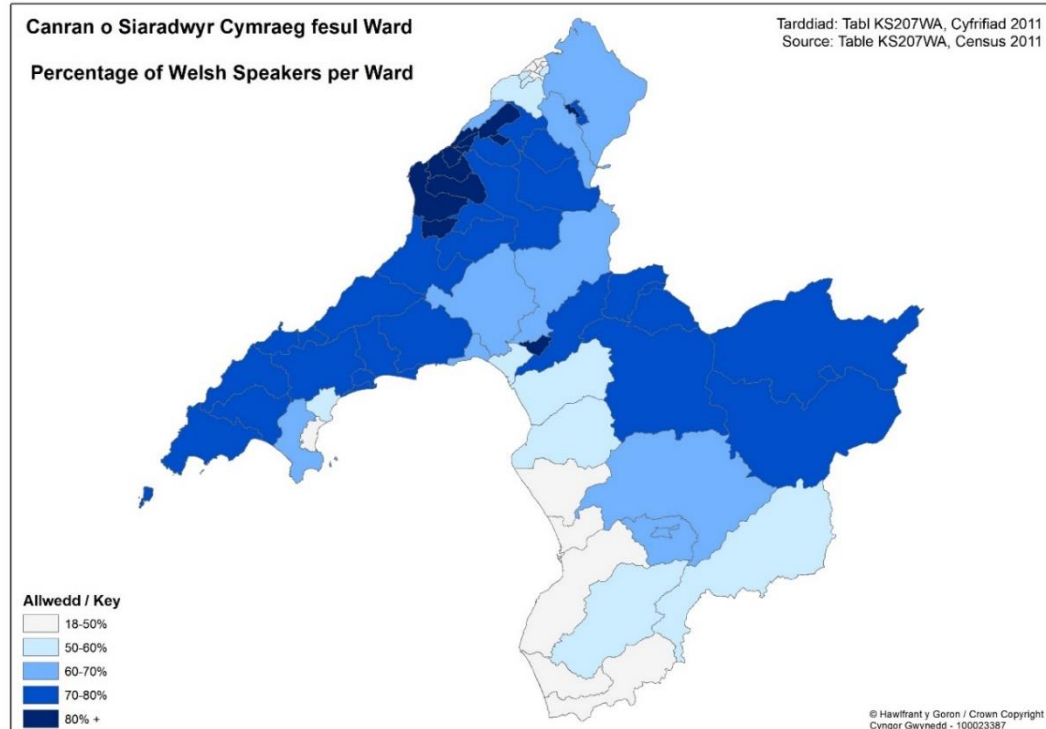 Canran o Siaradwyr Cymraeg fesul Ward
Percentage of Welsh Speakers per Ward
Tarddiad: Tabl KS207WA, Cyfrifiad 2011
Source: Table KS207WA, Census 2011
Allwedd / Key
18-50%
50-60%
60-70%
70-80%
80% +
© Hawlfraint y Goron / Crown Copyright
Cyngor Gwynedd - 100023387